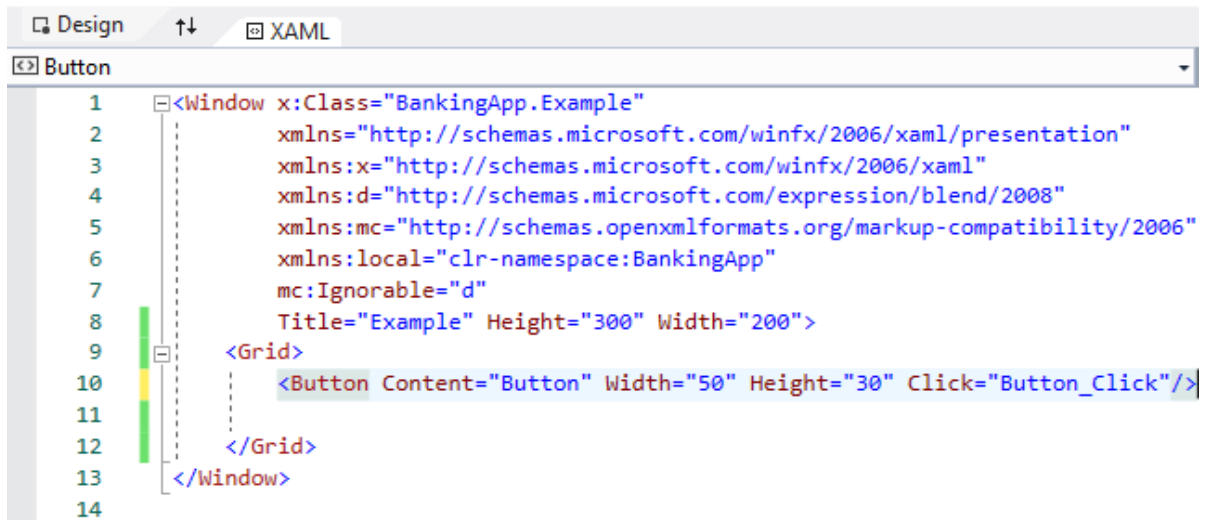 Design XAML
Button
1 <Window x:Class="BankingApp.Example"
2 xmlns="http://schemas.microsoft.com/winfx/2006/xaml/presentation"
3 xmlns:x="http://schemas.microsoft.com/winfx/2006/xaml"
4 xmlns:d="http://schemas.microsoft.com/expression/blend/2008"
5 xmlns:mc="http://schemas.openxmlformats.org/markup-compatibility/2006"
6 xmlns:local="clr-namespace:BankingApp"
7 mc:Ignorable="d"
8 Title="Example" Height="300" Width="200">
9 <Grid>
10 <Button Content="Button" Width="50" Height="30" Click="Button_Click"/>
11
12 </Grid>
13 </Window>
14